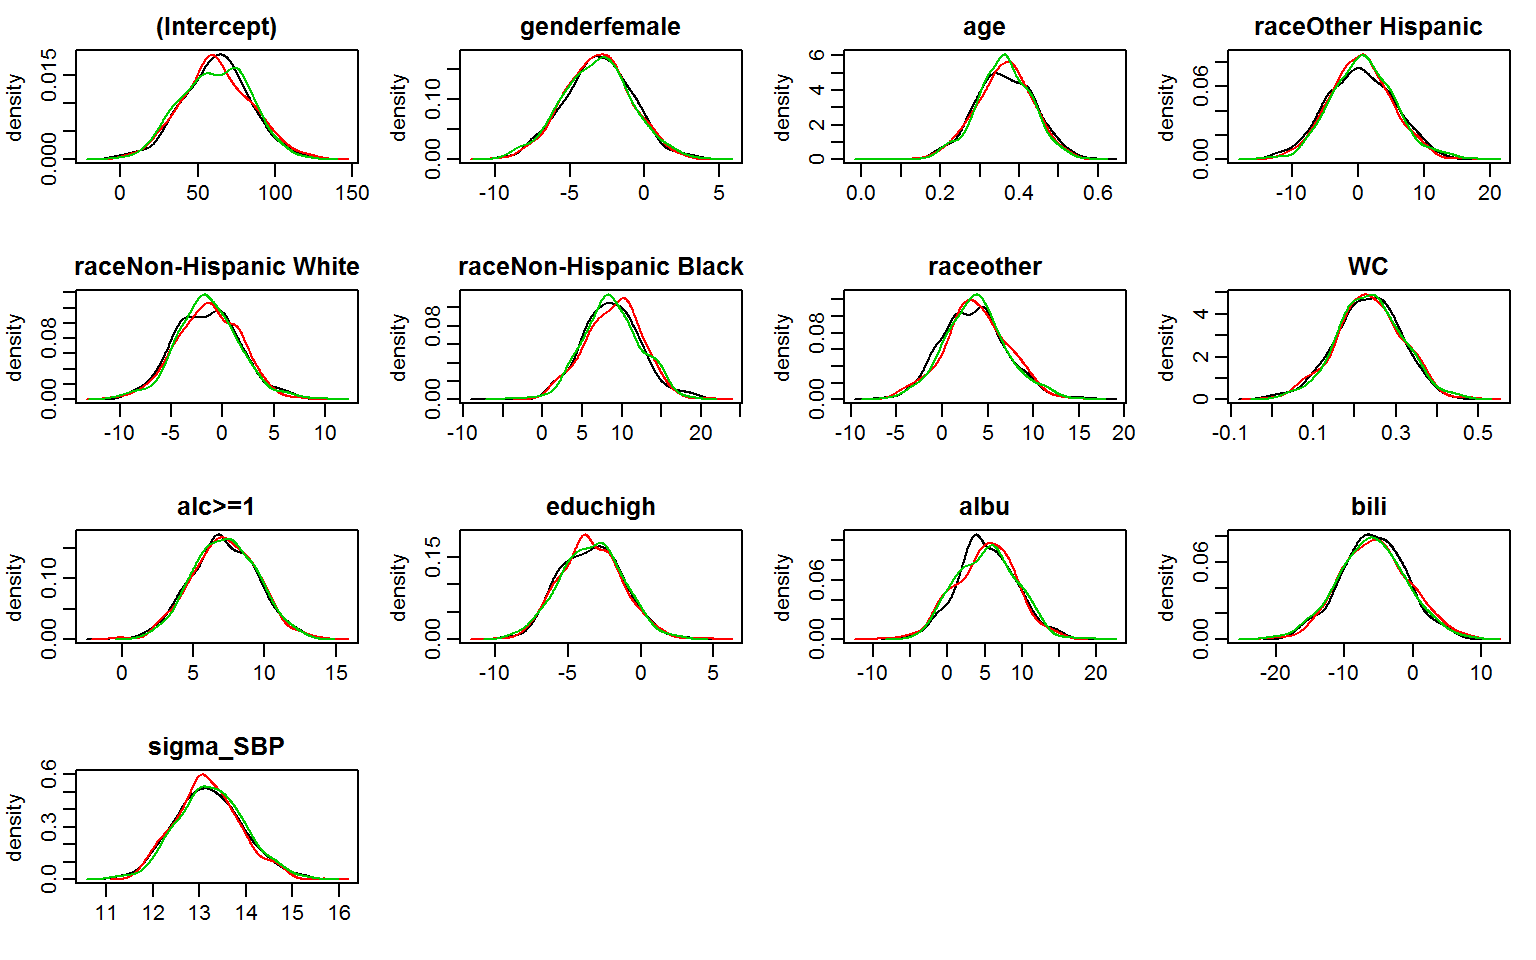 (Intercept) genderfemale age raceOther Hispanic
density 0.000 0.015 density 0.00 0.10 density 0 2 4 6 density 0.00 0.06
0 50 100 150 -10 -5 0 5 0.0 0.2 0.4 0.6 -10 0 10 20
raceNon-Hispanic White raceNon-Hispanic Black raceother WC
density 0.00 0.08 density 0.00 0.08 density 0.00 0.08 density 0 2 4
-10 -5 0 5 10 -10 0 10 20 -10 -5 0 5 10 15 20 -0.1 0.1 0.3 0.5
alc>=1 educhigh albu bili
density 0.00 0.10 density 0.00 0.15 density 0.00 0.06 density 0.00 0.06
0 5 10 15 -10 -5 0 5 -10 0 5 10 20 -20 -10 0 10
sigma_SBP
density 0.0 0.3 0.6
11 12 13 14 15 16